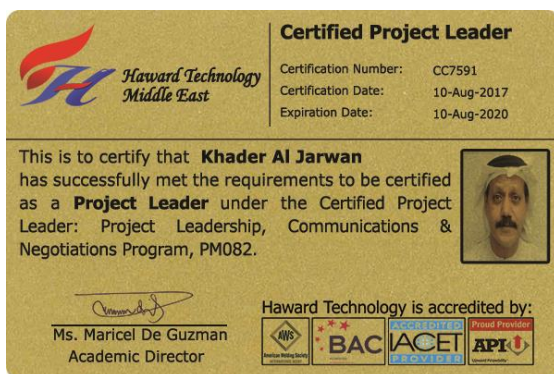 Haward Technology
Middle East
Certified Project Leader
Certification Number: CC7591
Certification Date: 10-Aug-2017
Expiration Date: 10-Aug-2020
This is to certify that Khader Al Jarwan
has successfully met the requirements to be certified
as a Project Leader under the Certified Project
Leader: Project Leadership, Communications &
Negotiations Program, PM082.
Ms. Maricel De Guzman
Academic Director
Haward Technology is accredited by:
AWS
American Welding Society
BAC
ACCREDITED
IACET
PROVIDER
Proud Provider
API